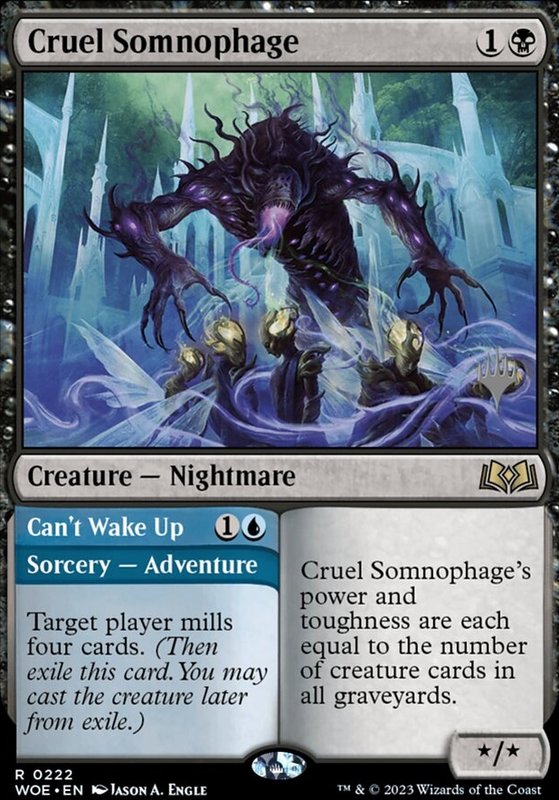 Cruel Somnophage 1
Creature — Nightmare
Can't Wake Up 1
Sorcery — Adventure
Target player mills
four cards. (Then
exile this card. You may
cast the creature later
from exile.)
Cruel Somnophage's
power and
toughness are each
equal to the number
of creature cards in
all graveyards.
★/★
R 0222
WOE • EN Jason A. Engle
™ & © 2023 Wizards of the Coast